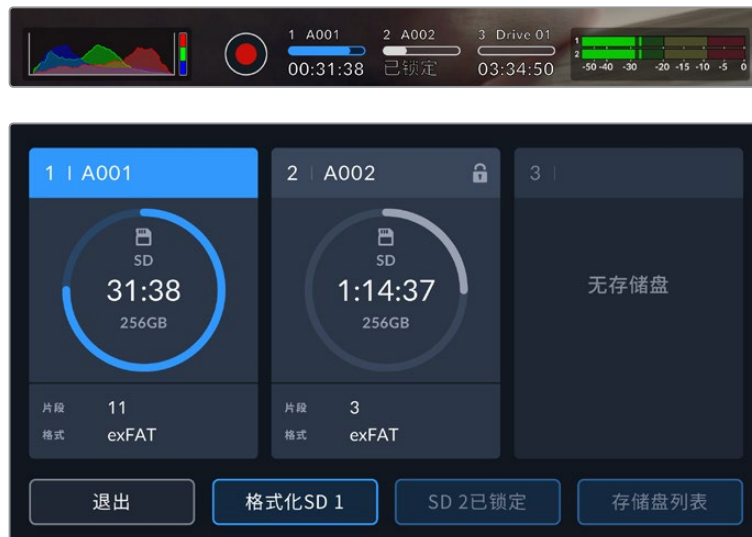 1 A001 2 A002 3 Drive 01
00:31:38 已锁定 03:34:50
1
2
-50 -40 -30 -20 -15 -10 -5 0
1 | A001
SD
31:38
256GB
片段 11
格式 exFAT
2 | A002
SD
1:14:37
256GB
片段 3
格式 exFAT
3 |
无存储盘
退出 格式化SD 1 SD 2已锁定 存储盘列表